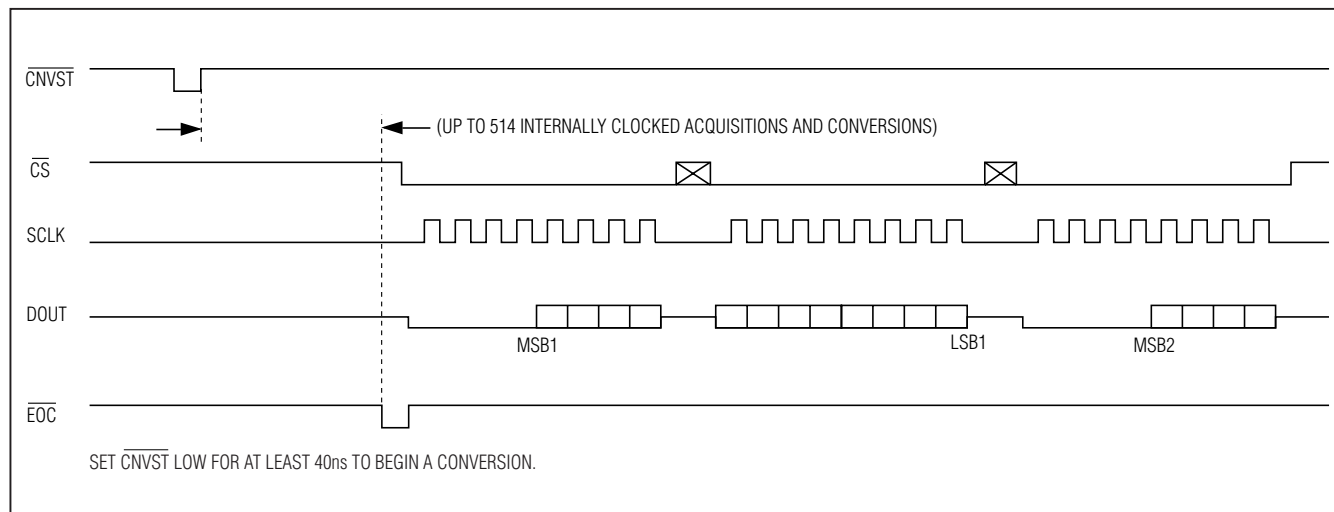 CNVST
(UP TO 514 INTERNALLY CLOCKED ACQUISITIONS AND CONVERSIONS)
CS
SCLK
DOUT
MSB1
LSB1
MSB2
EOC
SET CNVST LOW FOR AT LEAST 40ns TO BEGIN A CONVERSION.